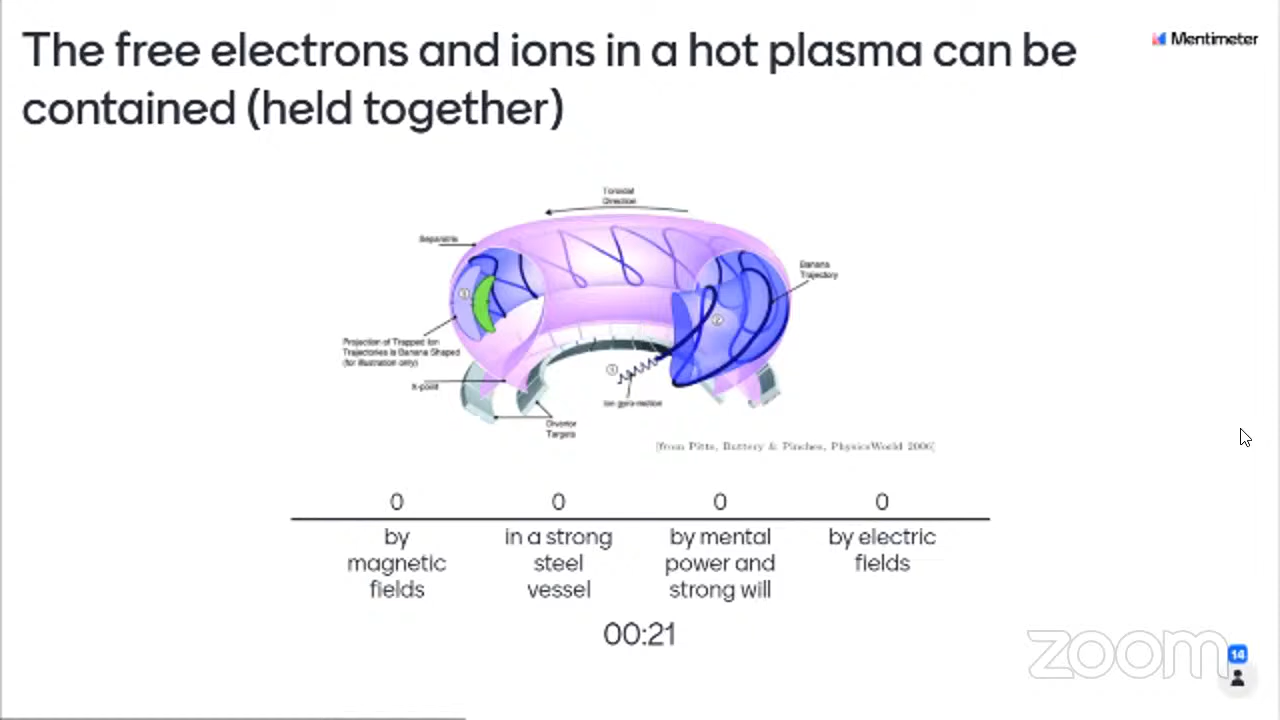 The free electrons and ions in a hot plasma can be
contained (held together)
Mentimeter
Toroidal
Direction
Separatrix
Banana
Trajectory
Projection of Trapped Ion
Trajectories is Banana Shaped
(for illustration only)
X-point
Ion gyro-motion
Divertor
Targets
[from Pitts, Buttery & Pinches, PhysicsWorld 2006]
0
0
0
0
by
magnetic
fields
in a strong
steel
vessel
by mental
power and
strong will
by electric
fields
00:21
zoom
14